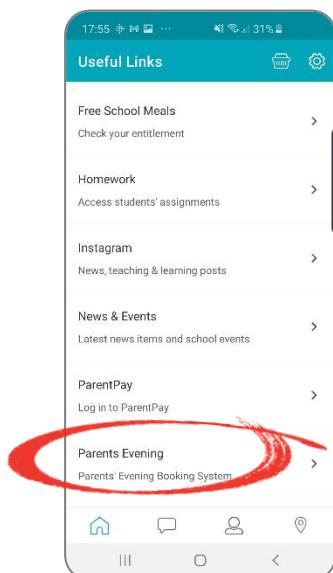 17:55 ... 31%
Useful Links
Free School Meals
Check your entitlement
Homework
Access students' assignments
Instagram
News, teaching & learning posts
News & Events
Latest news items and school events
ParentPay
Log in to ParentPay
Parents Evening
Parents' Evening Booking System